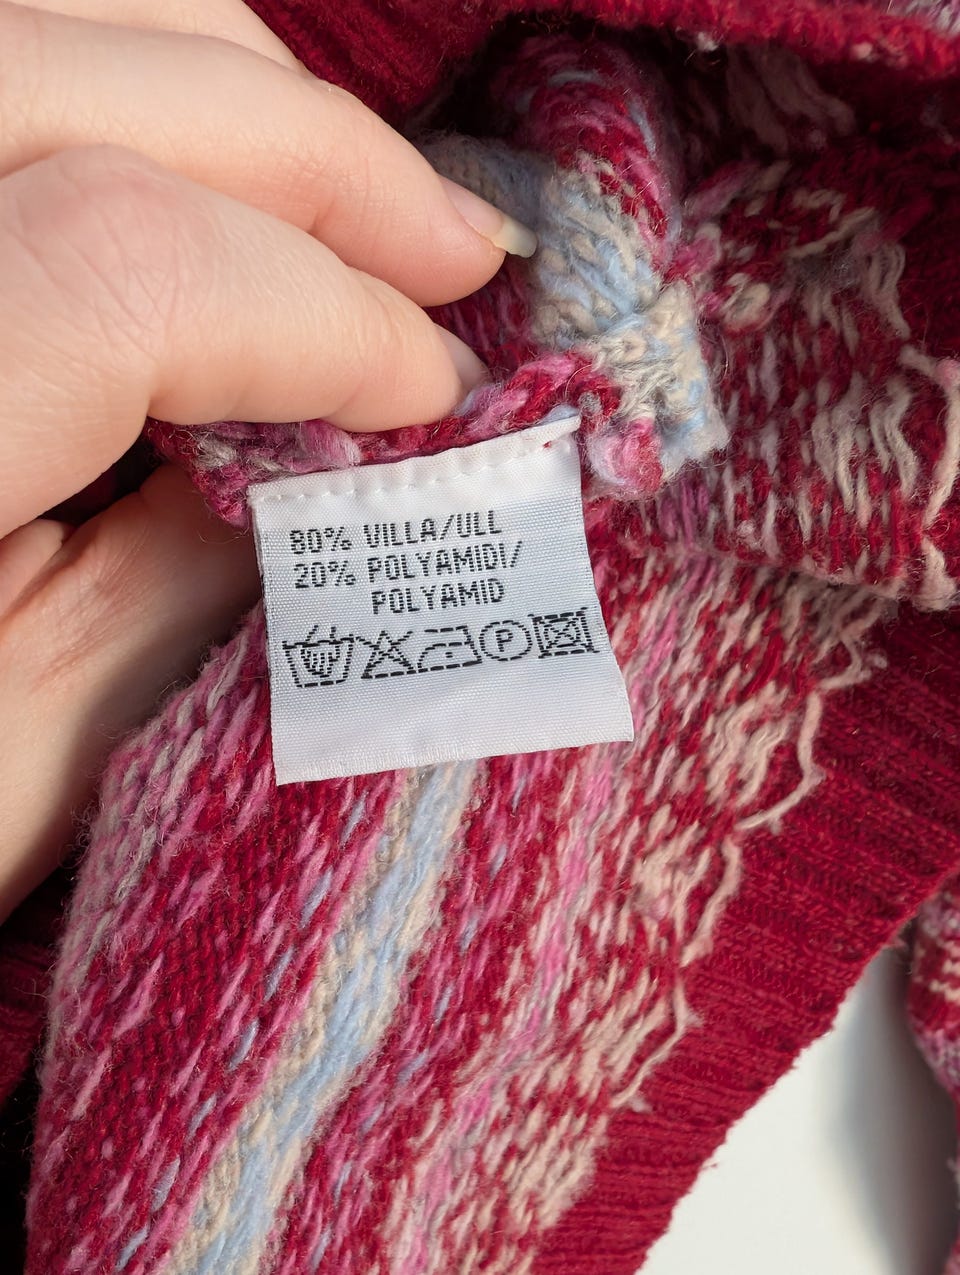 80% VILLA/ULL
20% POLYAMIDI/
POLYAMID
P